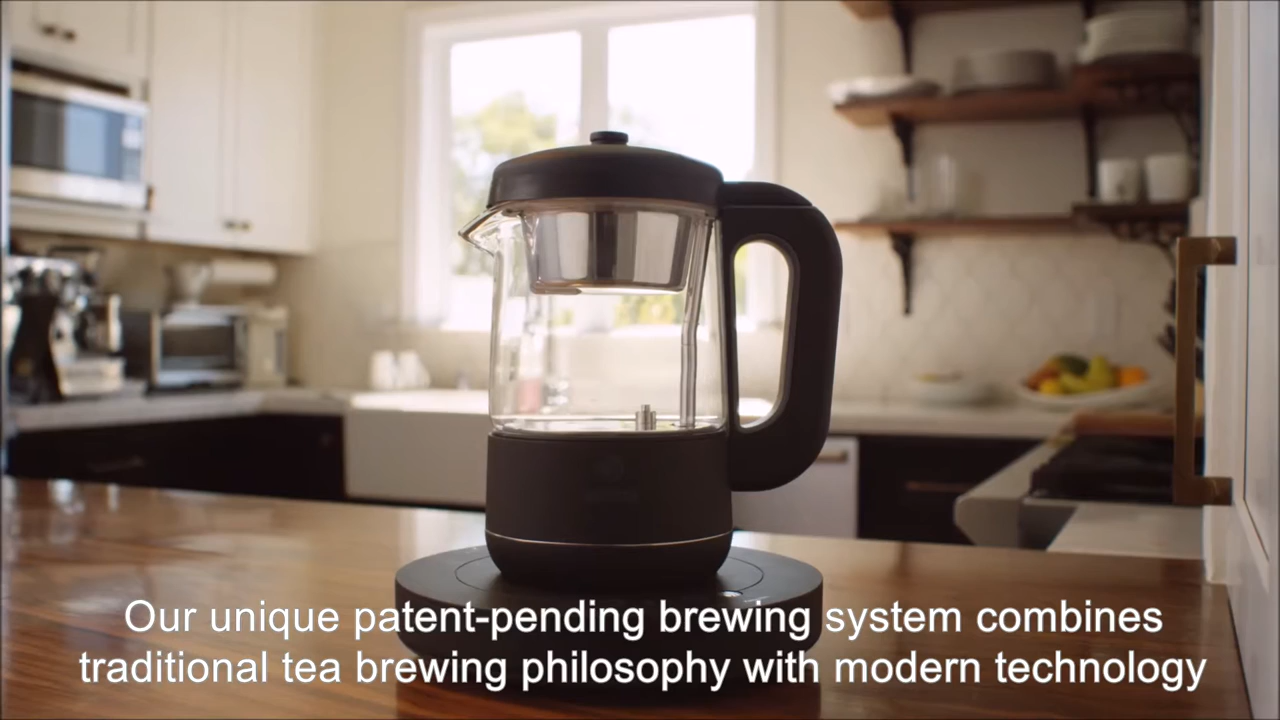 Our unique patent-pending brewing system combines
traditional tea brewing philosophy with modern technology